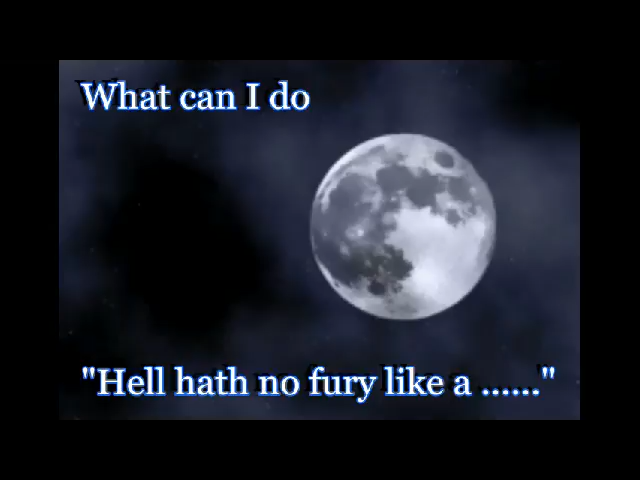 What can I do
"Hell hath no fury like a ......"